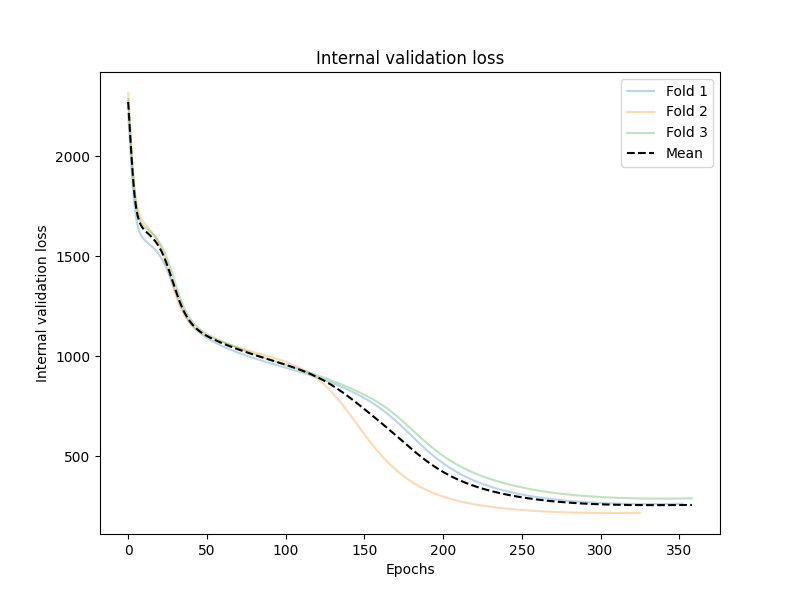 Internal validation loss
Fold 1
Fold 2
Fold 3
Mean
Internal validation loss
2000
1500
1000
500
0
50
100
150
200
250
300
350
Epochs